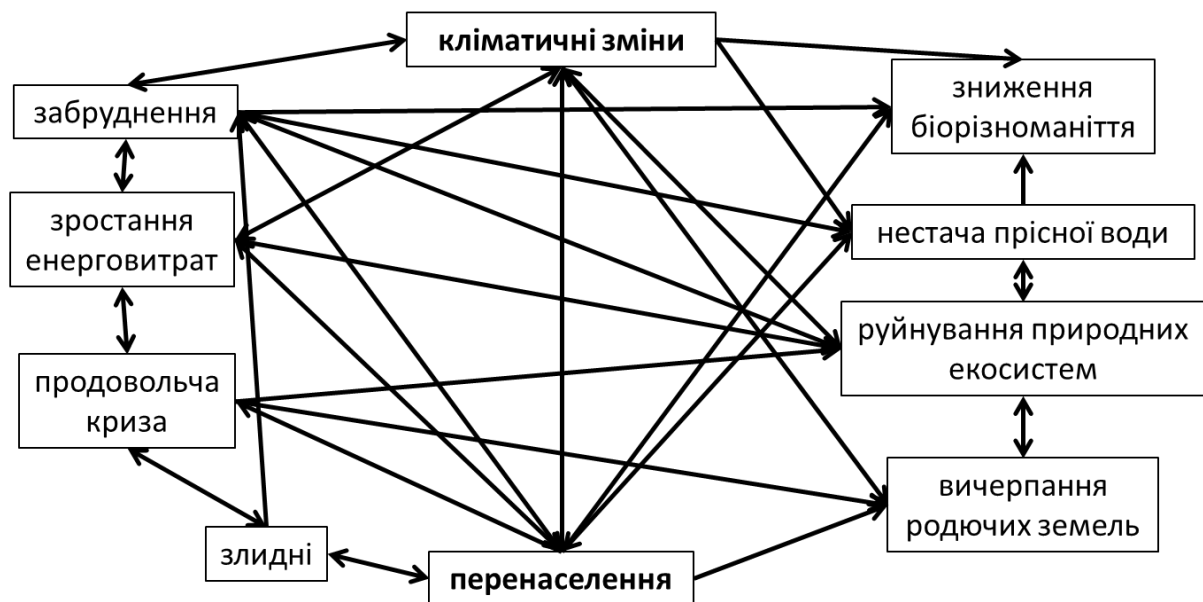 кліматичні зміни
забруднення
зниження
біорізноманіття
зростання
енерговитрат
нестача прісної води
руйнування природних
екосистем
продовольча
криза
вичерпання
родючих земель
злидні
перенаселення